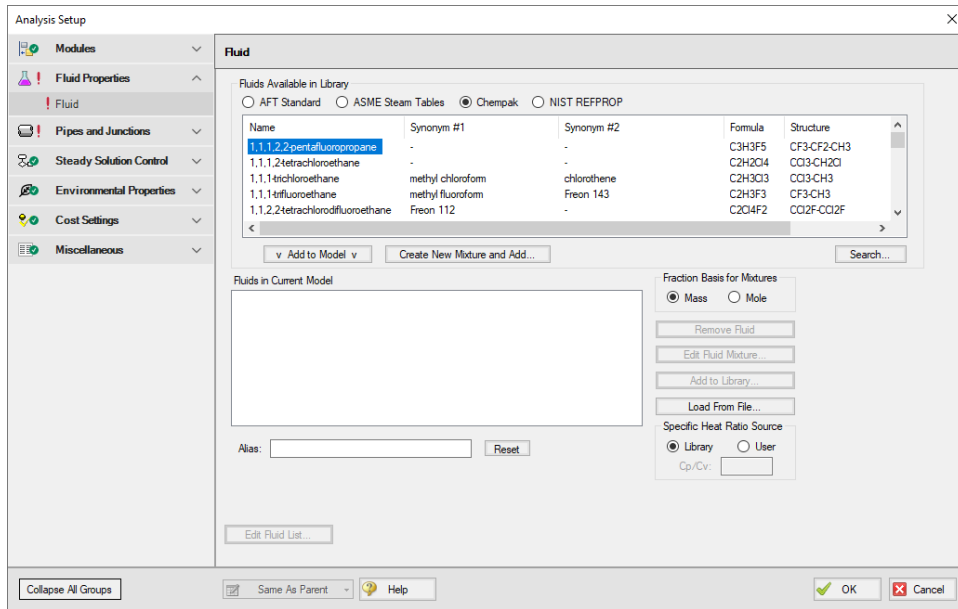 Analysis Setup
Modules
Fluid Properties
Fluid
Pipes and Junctions
Steady Solution Control
Environmental Properties
Cost Settings
Miscellaneous
Fluid
Fluids Available in Library
AFT Standard ASME Steam Tables Chempak NIST REFPROP
Name Synonym #1 Synonym #2 Formula Structure
1,1,1,2,2-pentafluoropropane - - C3H3F5 CF3-CF2-CH3
1,1,1,2-tetrachloroethane - - C2H2Cl4 CCl3-CH2Cl
1,1,1-trichloroethane methyl chloroform chlorothene C2H3Cl3 CCl3-CH3
1,1,1-trifluoroethane methyl fluoroform Freon 143 C2H3F3 CF3-CH3
1,1,2,2-tetrachlorodifluoroethane Freon 112 - C2Cl4F2 CCl2F-CCl2F
v Add to Model v Create New Mixture and Add... Search...
Fluids in Current Model
Fraction Basis for Mixtures
Mass Mole
Remove Fluid
Edit Fluid Mixture...
Add to Library...
Load From File...
Specific Heat Ratio Source
Library User
Cp/Cv:
Alias: Reset
Edit Fluid List...
Collapse All Groups Same As Parent Help OK Cancel